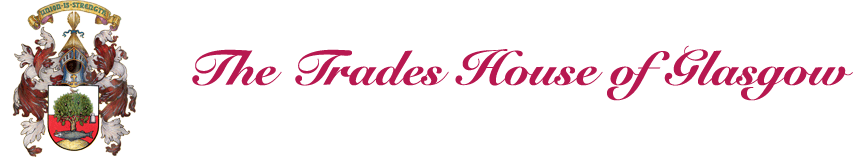 UNION IS STRENGTH
The Trades House of Glasgow